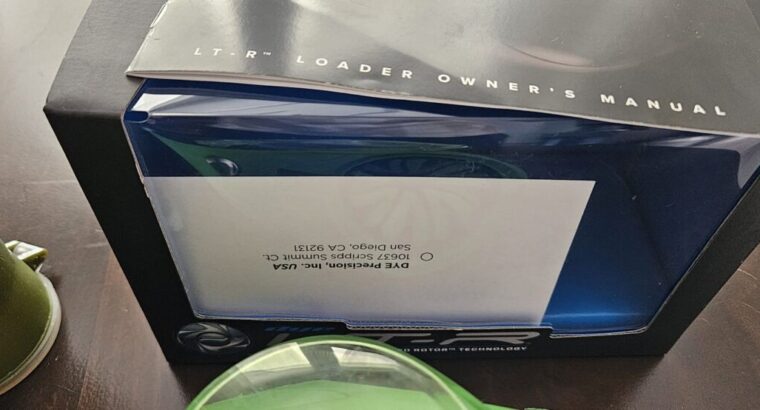 LT-R™ LOADER OWNER'S MANUAL
DYE Precision, Inc. USA
10637 Scripps Summit Ct.
San Diego, CA 92131
LT-R
ROTOR™ TECHNOLOGY